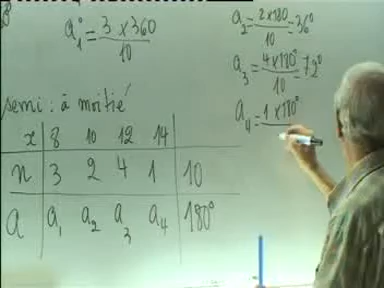 a₁° = 3 x 360 / 10
a₂ = 2 x 180 / 10 = 36°
a₃ = 4 x 180° / 10 = 72°
a₄ = 1 x 180°
semi : à moitié
x 8 10 12 14
n 3 2 4 1 10
a a₁ a₂ a₃ a₄ 180°